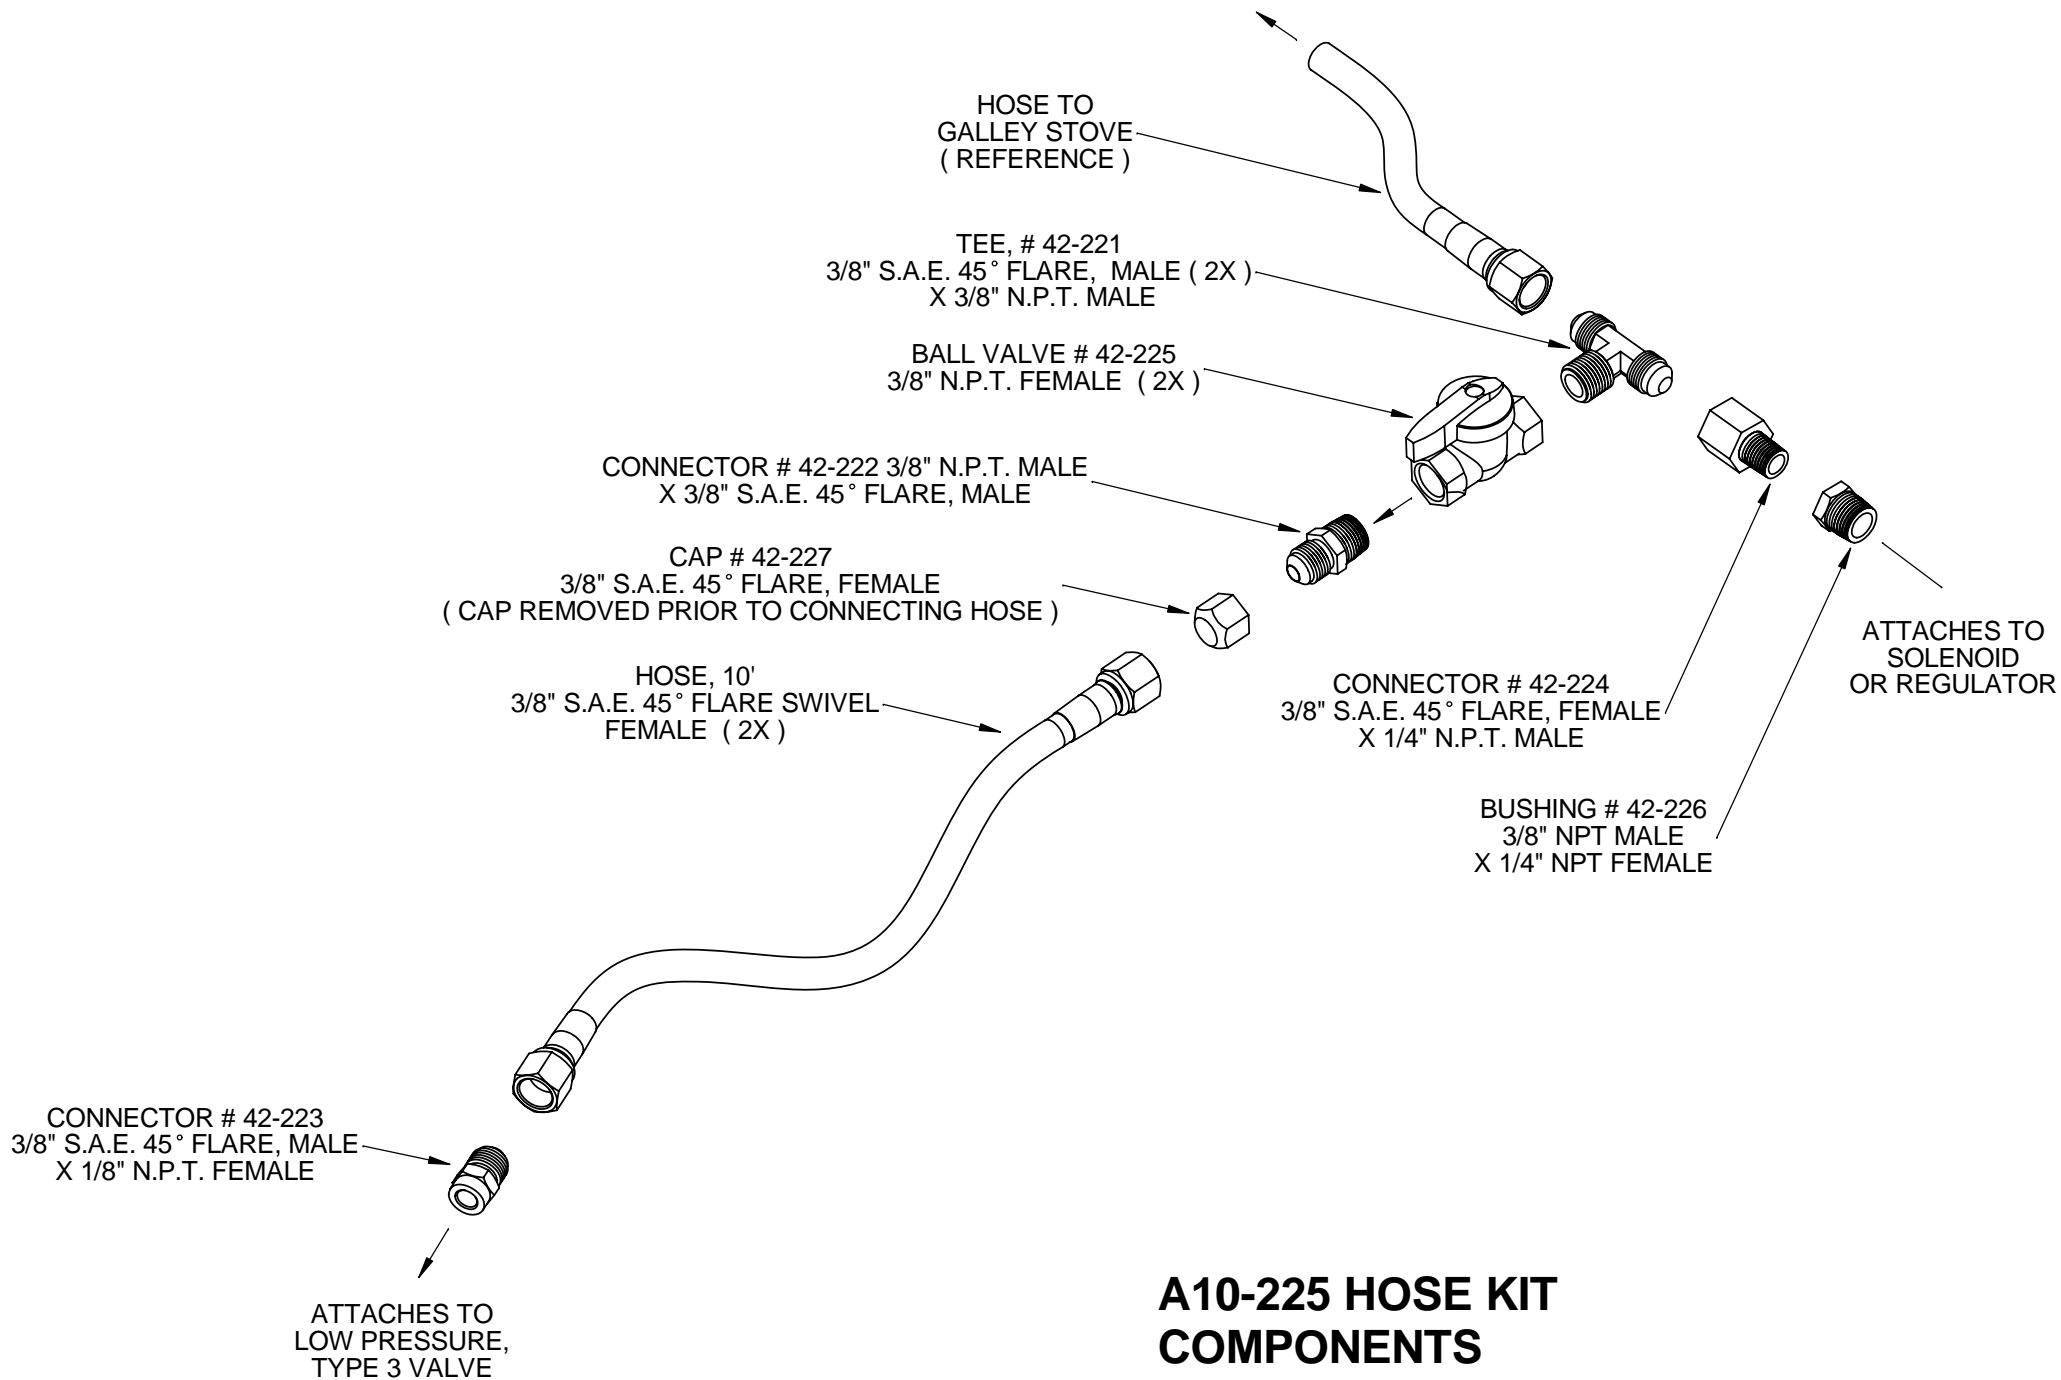 HOSE TO
GALLEY STOVE
( REFERENCE )
TEE, # 42-221
3/8" S.A.E. 45° FLARE, MALE ( 2X )
X 3/8" N.P.T. MALE
BALL VALVE # 42-225
3/8" N.P.T. FEMALE ( 2X )
CONNECTOR # 42-222 3/8" N.P.T. MALE
X 3/8" S.A.E. 45° FLARE, MALE
CAP # 42-227
3/8" S.A.E. 45° FLARE, FEMALE
( CAP REMOVED PRIOR TO CONNECTING HOSE )
HOSE, 10'
3/8" S.A.E. 45° FLARE SWIVEL
FEMALE ( 2X )
ATTACHES TO
SOLENOID
OR REGULATOR
CONNECTOR # 42-224
3/8" S.A.E. 45° FLARE, FEMALE
X 1/4" N.P.T. MALE
BUSHING # 42-226
3/8" NPT MALE
X 1/4" NPT FEMALE
CONNECTOR # 42-223
3/8" S.A.E. 45° FLARE, MALE
X 1/8" N.P.T. FEMALE
ATTACHES TO
LOW PRESSURE,
TYPE 3 VALVE
A10-225 HOSE KIT
COMPONENTS